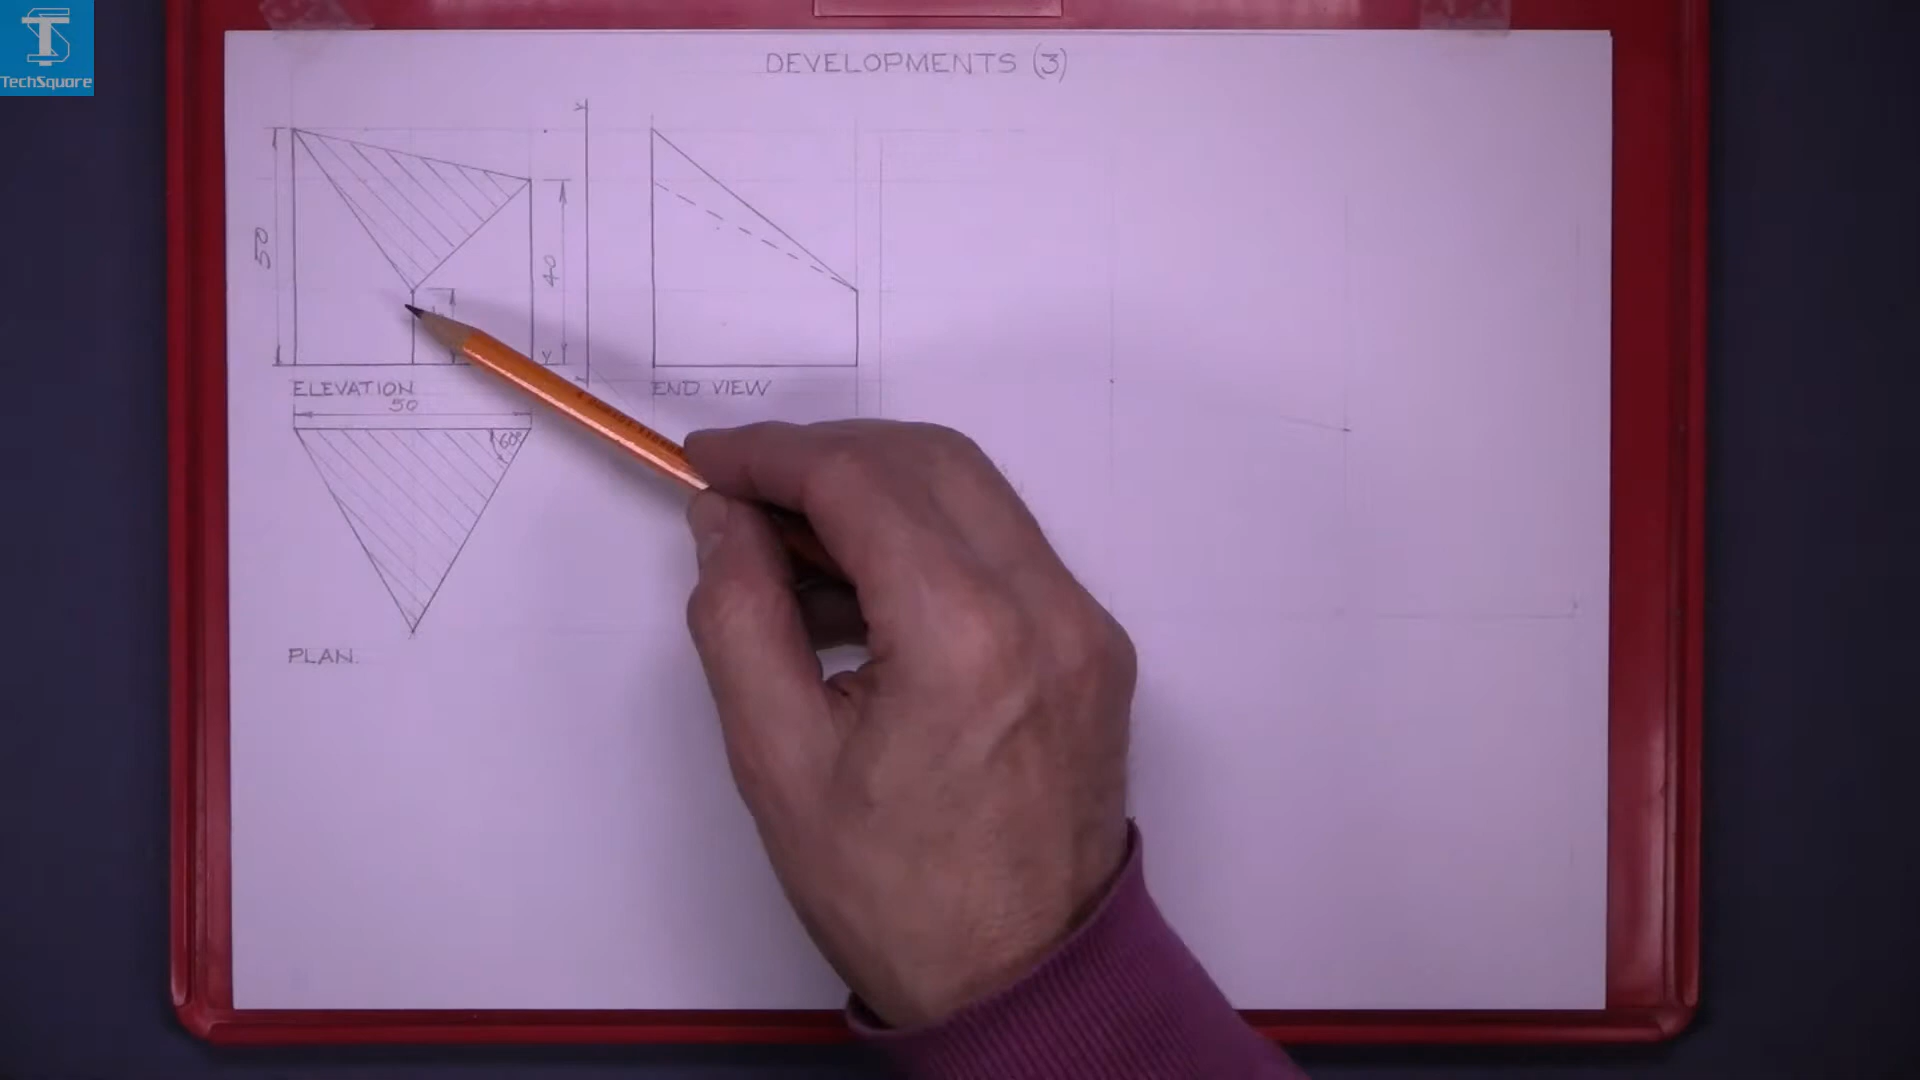 TechSquare
DEVELOPMENTS (3)
50
40
Y
ELEVATION
END VIEW
50
60°
PLAN.